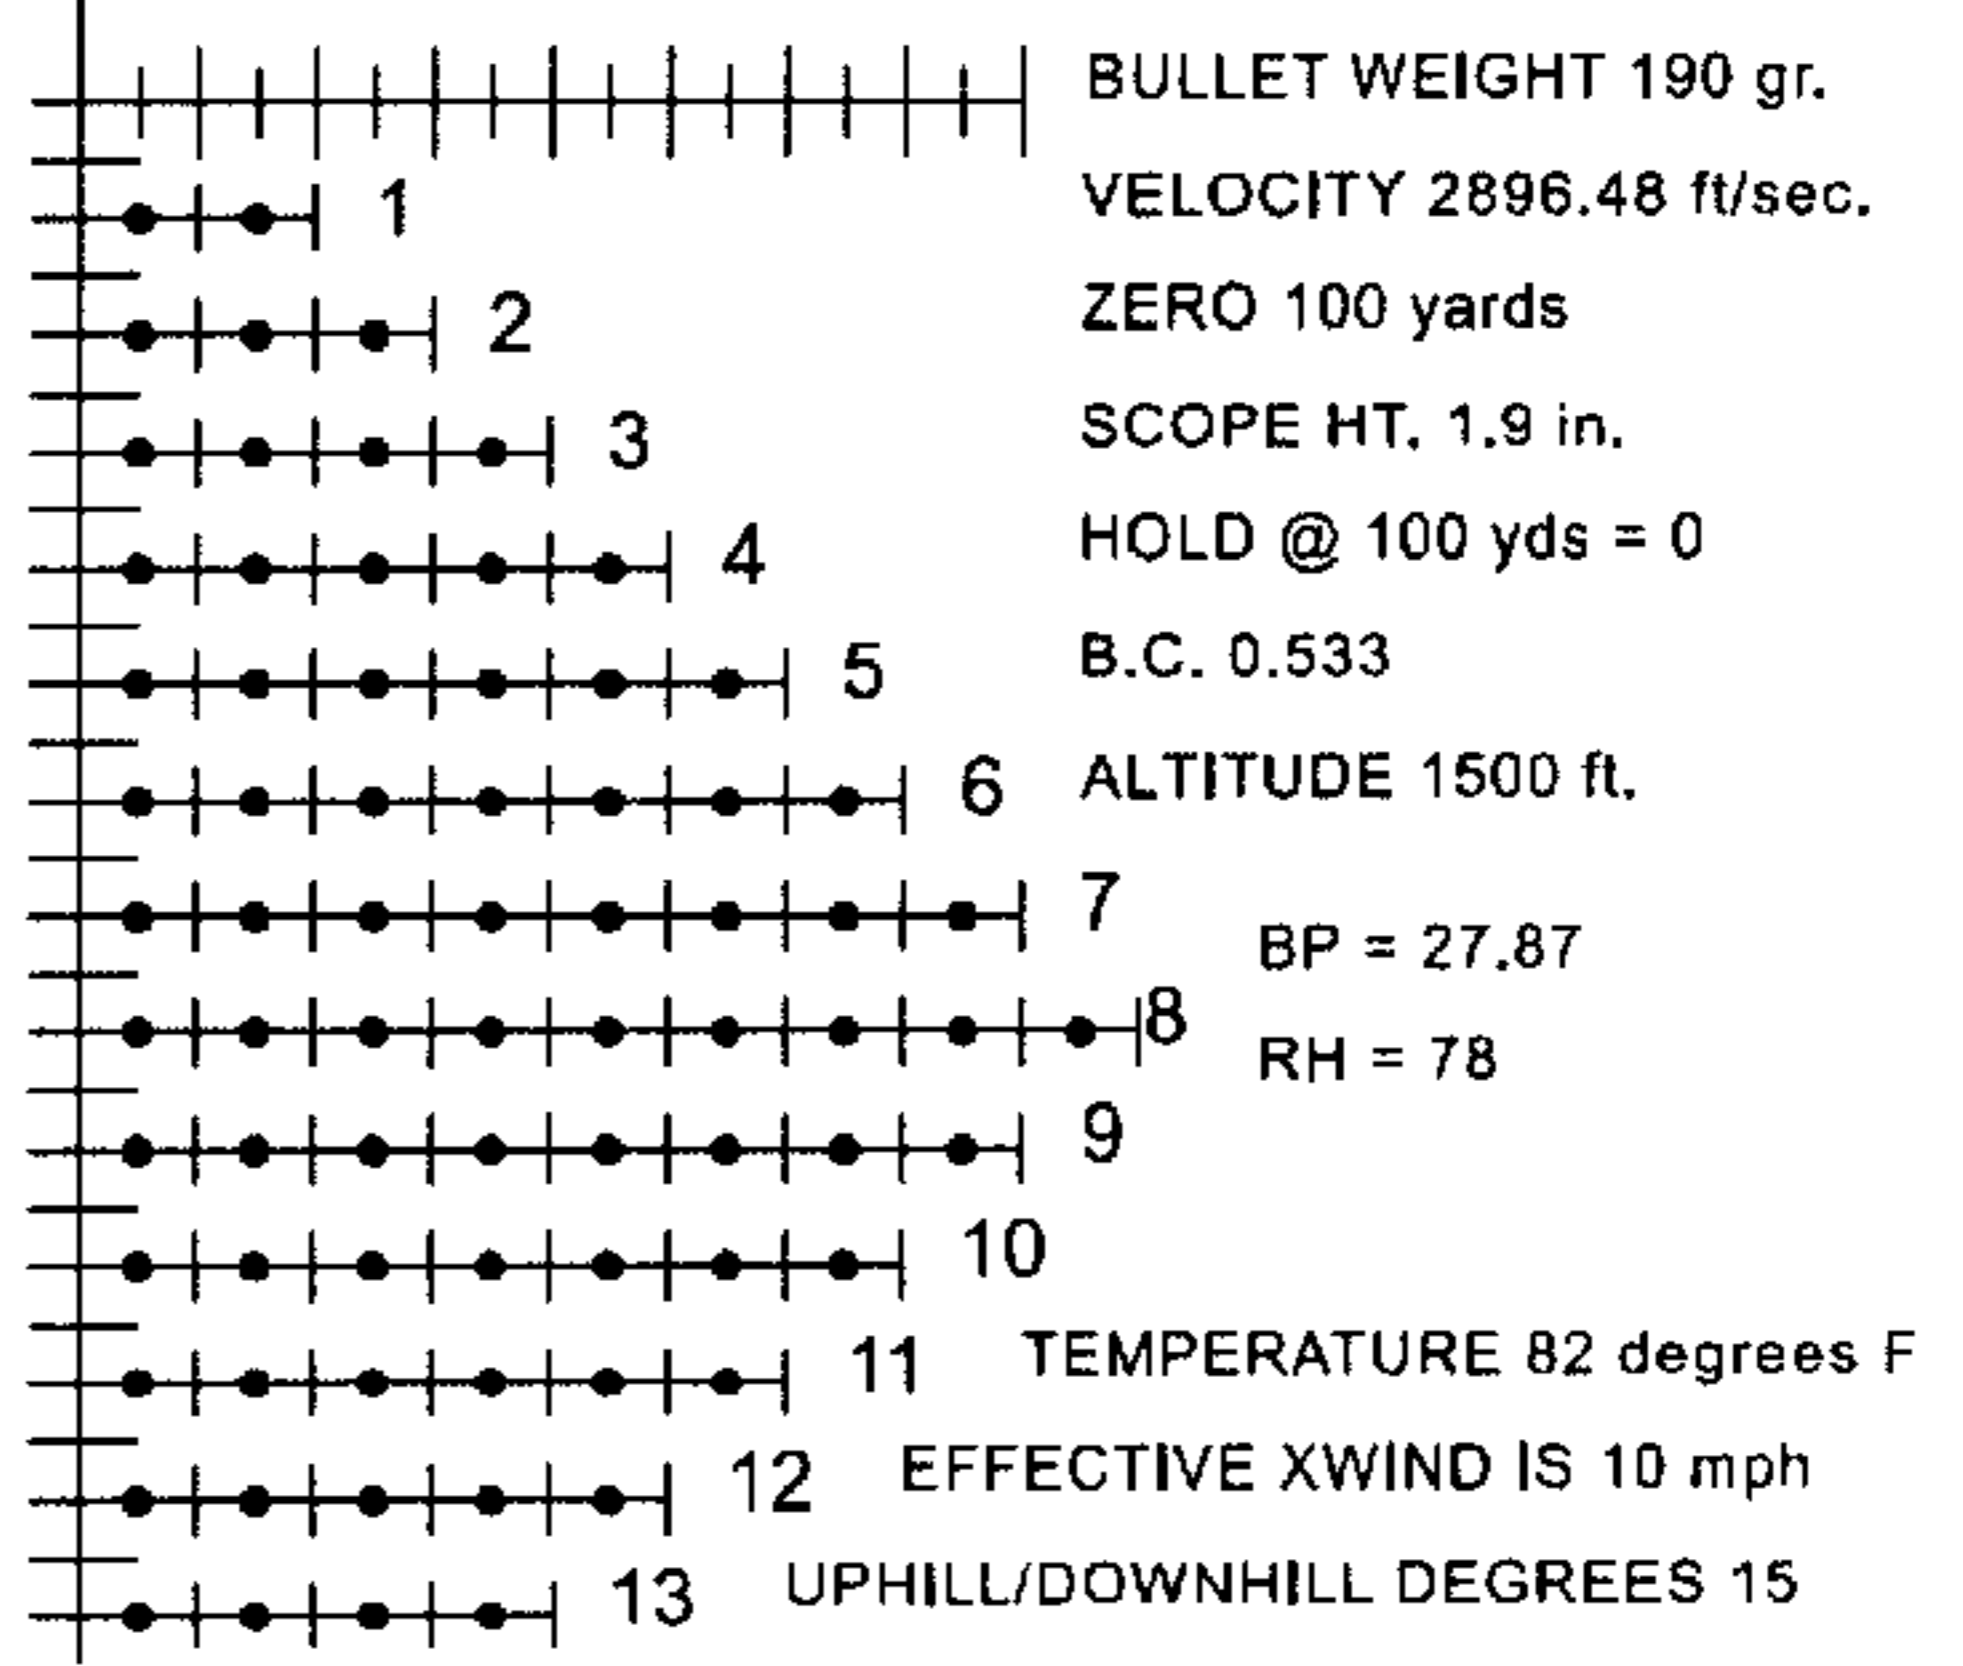 BULLET WEIGHT 190 gr.
1 VELOCITY 2896.48 ft/sec.
2 ZERO 100 yards
3 SCOPE HT. 1.9 in.
4 HOLD @ 100 yds = 0
5 B.C. 0.533
6 ALTITUDE 1500 ft.
7 BP = 27.87
8 RH = 78
9
10
11 TEMPERATURE 82 degrees F
12 EFFECTIVE XWIND IS 10 mph
13 UPHILL/DOWNHILL DEGREES 15